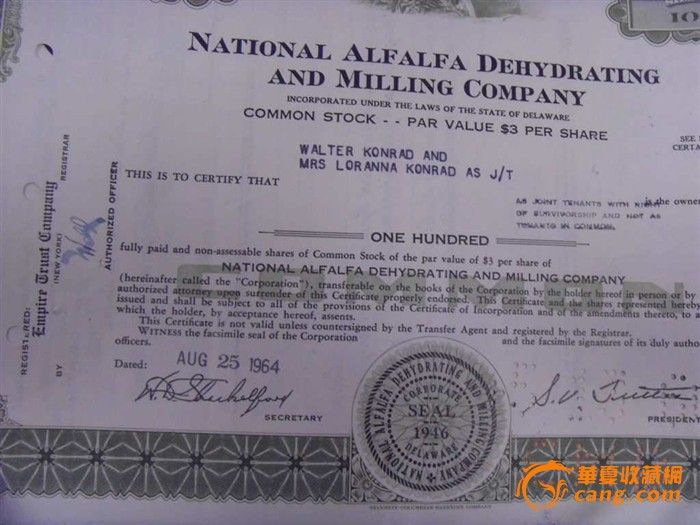 10
NATIONAL ALFALFA DEHYDRATING
AND MILLING COMPANY
INCORPORATED UNDER THE LAWS OF THE STATE OF DELAWARE
COMMON STOCK - - PAR VALUE $3 PER SHARE
SEE
CERTA
WALTER KONRAD AND
MRS LORANNA KONRAD AS J/T
THIS IS TO CERTIFY THAT
AS JOINT TENANTS WITH RIGHT
OF SURVIVORSHIP AND NOT AS
TENANTS IN COMMON.
is the owner
ONE HUNDRED
fully paid and non-assessable shares of Common Stock of the par value of $3 per share of
NATIONAL ALFALFA DEHYDRATING AND MILLING COMPANY
(hereinafter called the "Corporation"), transferable on the books of the Corporation by the holder hereof in person or by
authorized attorney upon surrender of this Certificate properly endorsed. This Certificate and the shares represented hereby
issued and shall be subject to all of the provisions of the Certificate of Incorporation and of the amendments thereto, to al
which the holder, by acceptance hereof, assents.
This Certificate is not valid unless countersigned by the Transfer Agent and registered by the Registrar.
WITNESS the facsimile seal of the Corporation and the facsimile signatures of its duly author
officers.
Dated: AUG 25 1964
SECRETARY
PRESIDENT
NATIONAL ALFALFA DEHYDRATING AND MILLING COMPANY
CORPORATE
SEAL
1946
DELAWARE
REGISTERED:
Empire Trust Company
(NEW YORK)
REGISTRAR
BY
AUTHORIZED OFFICER
華夏收藏網
cang.com